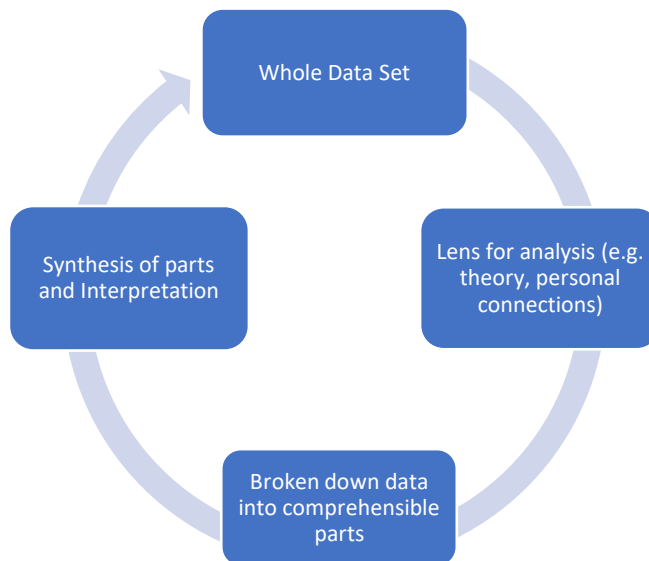 Whole Data Set
Lens for analysis (e.g.
theory, personal
connections)
Broken down data
into comprehensible
parts
Synthesis of parts
and Interpretation